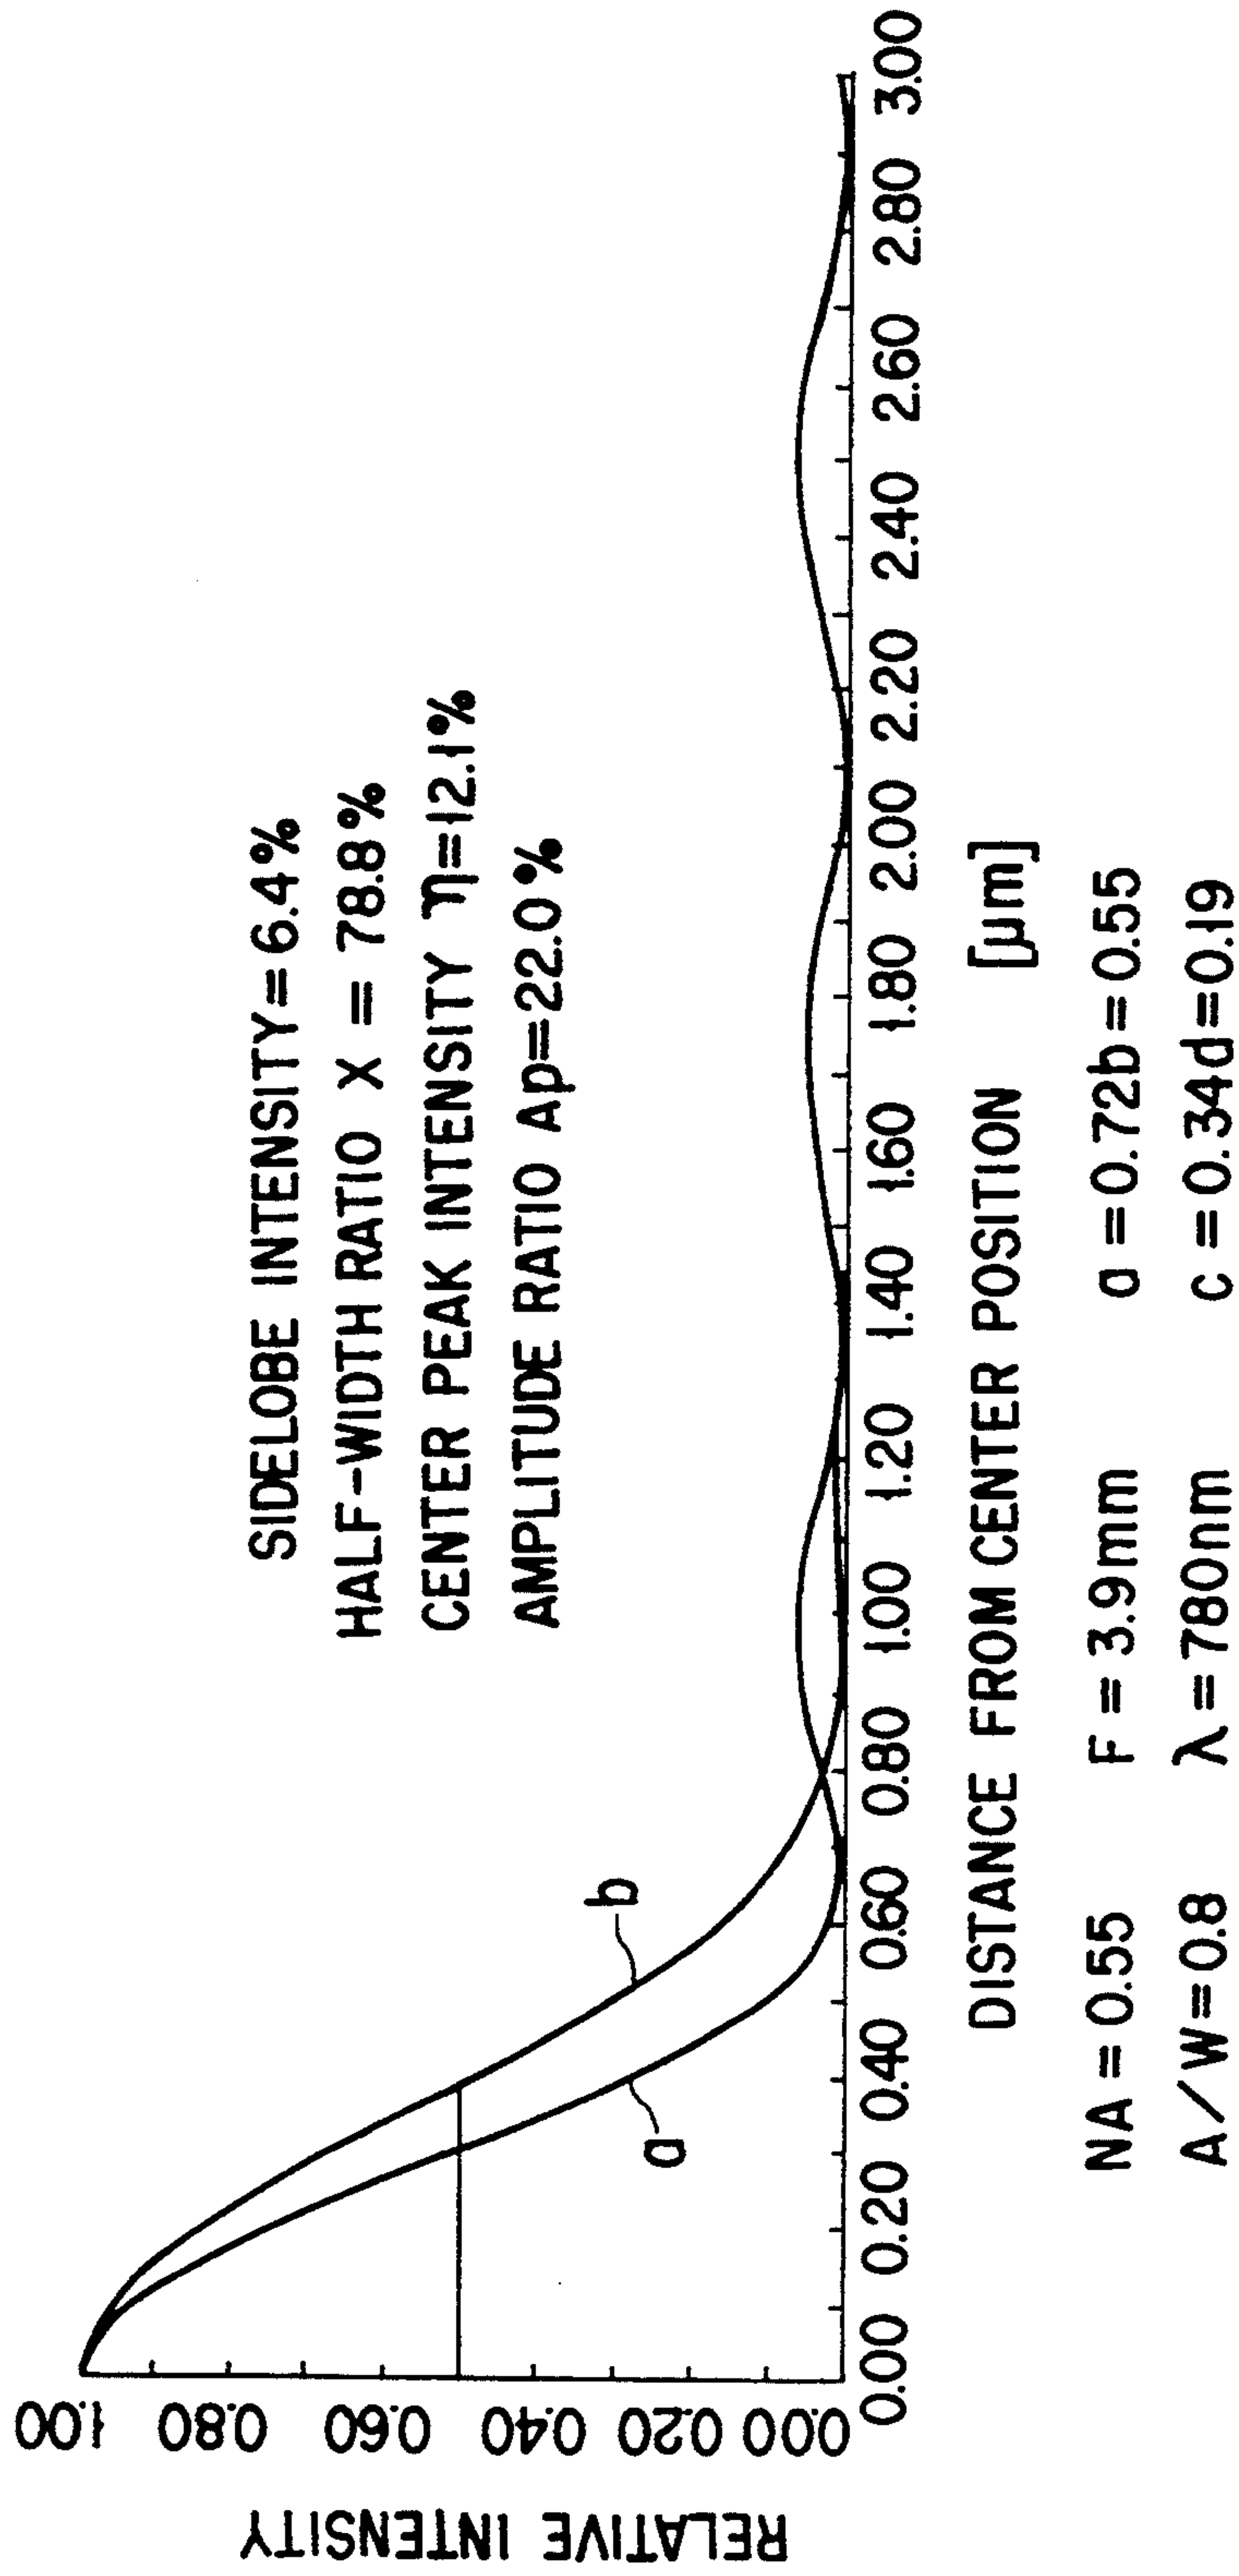 SIDELOBE INTENSITY=6.4%
HALF-WIDTH RATIO X = 78.8%
CENTER PEAK INTENSITY η=12.1%
AMPLITUDE RATIO Ap=22.0%
RELATIVE INTENSITY
1.00
0.80
0.60
0.40
0.20
0.00
b
a
0.00 0.20 0.40 0.60 0.80 1.00 1.20 1.40 1.60 1.80 2.00 2.20 2.40 2.60 2.80 3.00
DISTANCE FROM CENTER POSITION [μm]
NA = 0.55 F = 3.9mm a = 0.72 b = 0.55
A/W=0.8 λ = 780nm c = 0.34 d=0.19